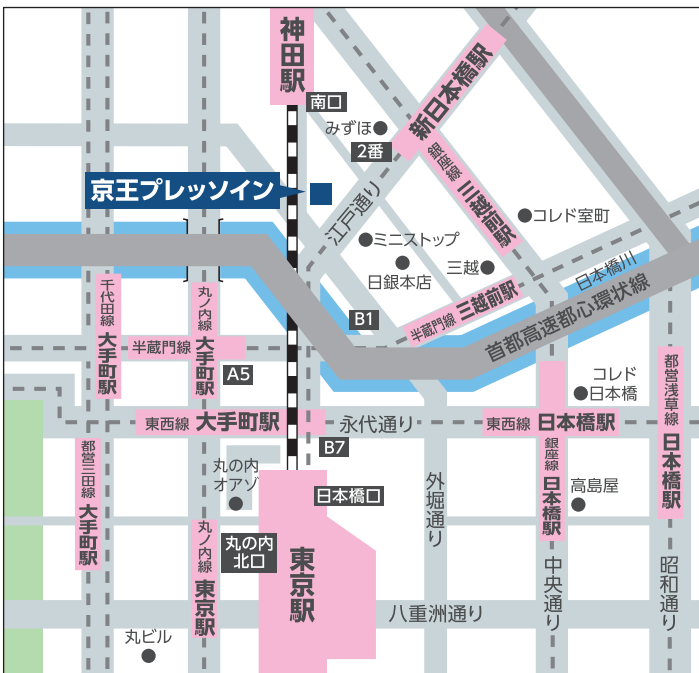 神田駅
南口
みずほ
2番
新日本橋駅
京王プレッソイン
江戸通り
銀座線 三越前駅
コレド室町
ミニストップ
日銀本店
三越
日本橋川
首都高速都心環状線
半蔵門線 三越前駅
B1
千代田線 大手町駅
丸ノ内線 大手町駅
半蔵門線
A5
東西線 大手町駅
永代通り
B7
東西線 日本橋駅
コレド
日本橋
都営浅草線 日本橋駅
銀座線 日本橋駅
高島屋
都営三田線 大手町駅
丸の内
オアゾ
日本橋口
外堀通り
丸ノ内線 東京駅
丸の内
北口
東京駅
八重洲通り
中央通り
昭和通り
丸ビル